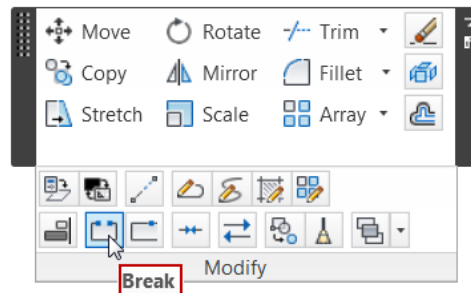 Move Rotate Trim
Copy Mirror Fillet
Stretch Scale Array
Modify
Break